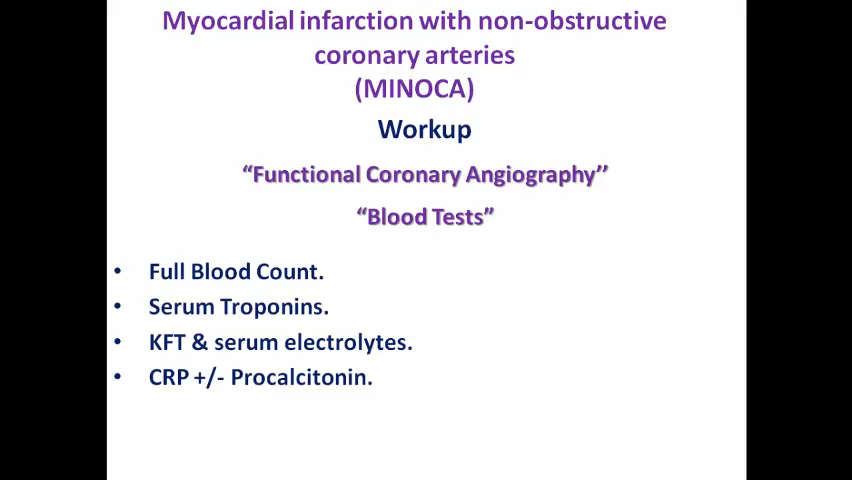 Myocardial infarction with non-obstructive
coronary arteries
(MINOCA)
Workup
“Functional Coronary Angiography’’
“Blood Tests”
• Full Blood Count.
• Serum Troponins.
• KFT & serum electrolytes.
• CRP +/- Procalcitonin.